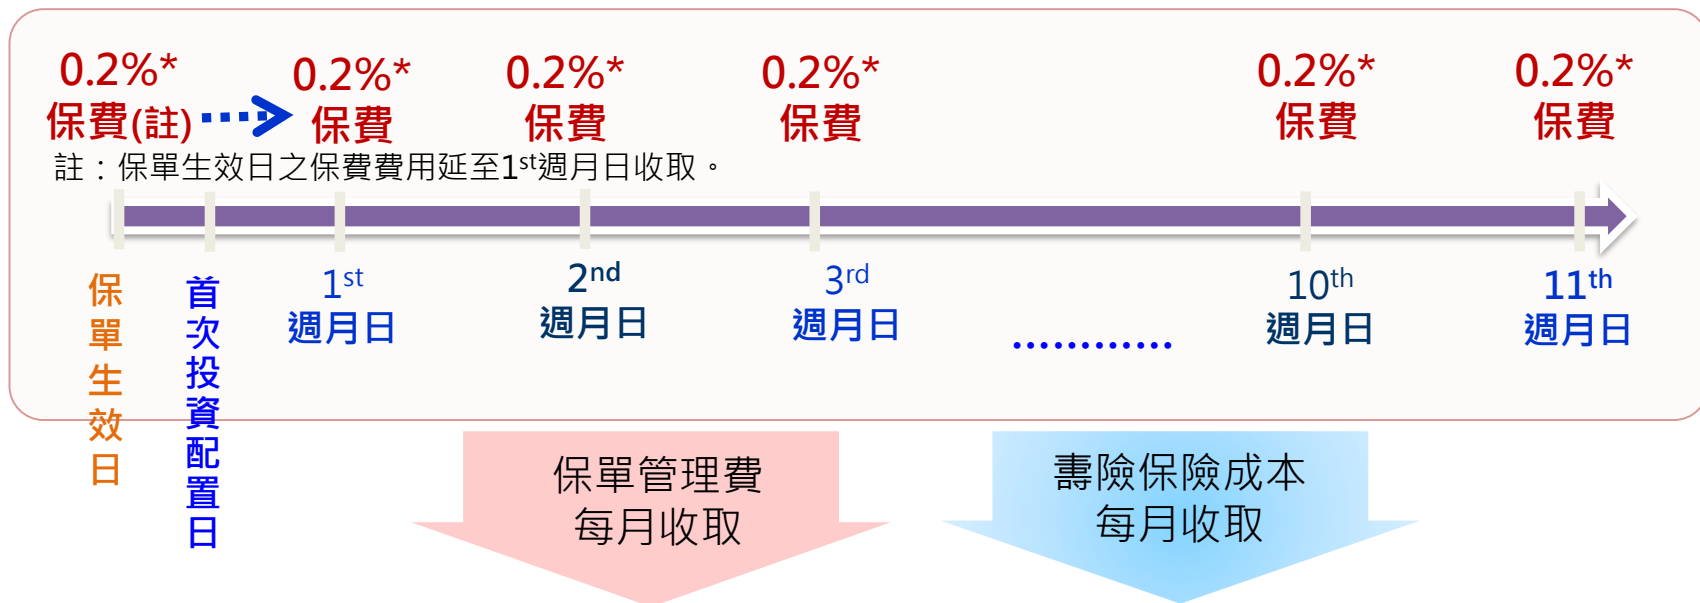 0.2%*
保費(註)
0.2%*
保費
0.2%*
保費
0.2%*
保費
0.2%*
保費
0.2%*
保費
註：保單生效日之保費費用延至1st週月日收取。
保單生效日
首次投資配置日
1st
週月日
2nd
週月日
3rd
週月日
…………
10th
週月日
11th
週月日
保單管理費
每月收取
壽險保險成本
每月收取